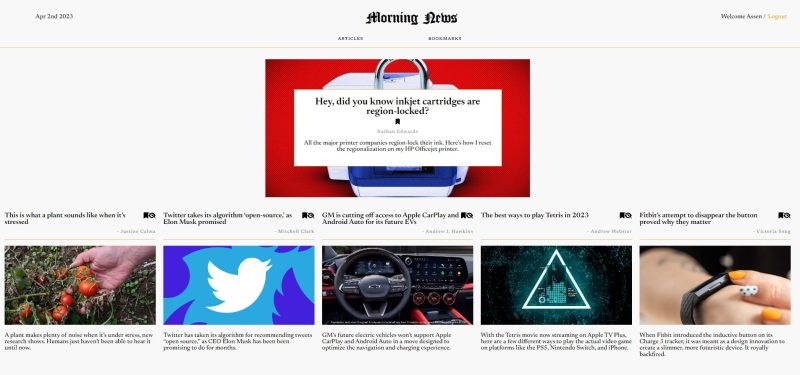 Apr 2nd 2023
Morning News
Welcome Assen / Logout
ARTICLES
BOOKMARKS
Hey, did you know inkjet cartridges are
region-locked?
Nathan Edwards
All the major printer companies region-lock their ink. Here's how I reset
the regionalization on my HP Officejet printer.
This is what a plant sounds like when it's
stressed
- Justine Calma
A plant makes plenty of noise when it's under stress, new
research shows. Humans just haven't been able to hear it
until now.
Twitter takes its algorithm 'open-source,' as
Elon Musk promised
- Mitchell Clark
Twitter has taken its algorithm for recommending tweets
"open source," as CEO Elon Musk has been been
promising to do for months.
GM is cutting off access to Apple CarPlay and
Android Auto for its future EVs
- Andrew J. Hawkins
GM's future electric vehicles won't support Apple
CarPlay and Android Auto in a move designed to
optimize the navigation and charging experience.
The best ways to play Tetris in 2023
- Andrew Webster
With the Tetris movie now streaming on Apple TV Plus,
here are a few different ways to play the actual video game
on platforms like the PS5, Nintendo Switch, and iPhone.
Fitbit's attempt to disappear the button
proved why they matter
- Victoria Song
When Fitbit introduced the inductive button on its
Charge 3 tracker, it was meant as a design innovation to
create a slimmer, more futuristic device. It royally
backfired.